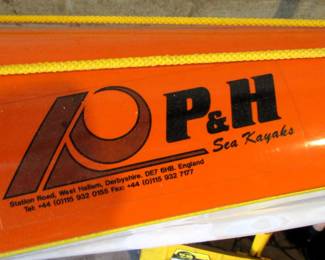 P&H
Sea Kayaks
Station Road, West Hallam, Derbyshire, DE7 6HB, England
Tel: +44 (0)115 932 0155 Fax: +44 (0)115 932 7177